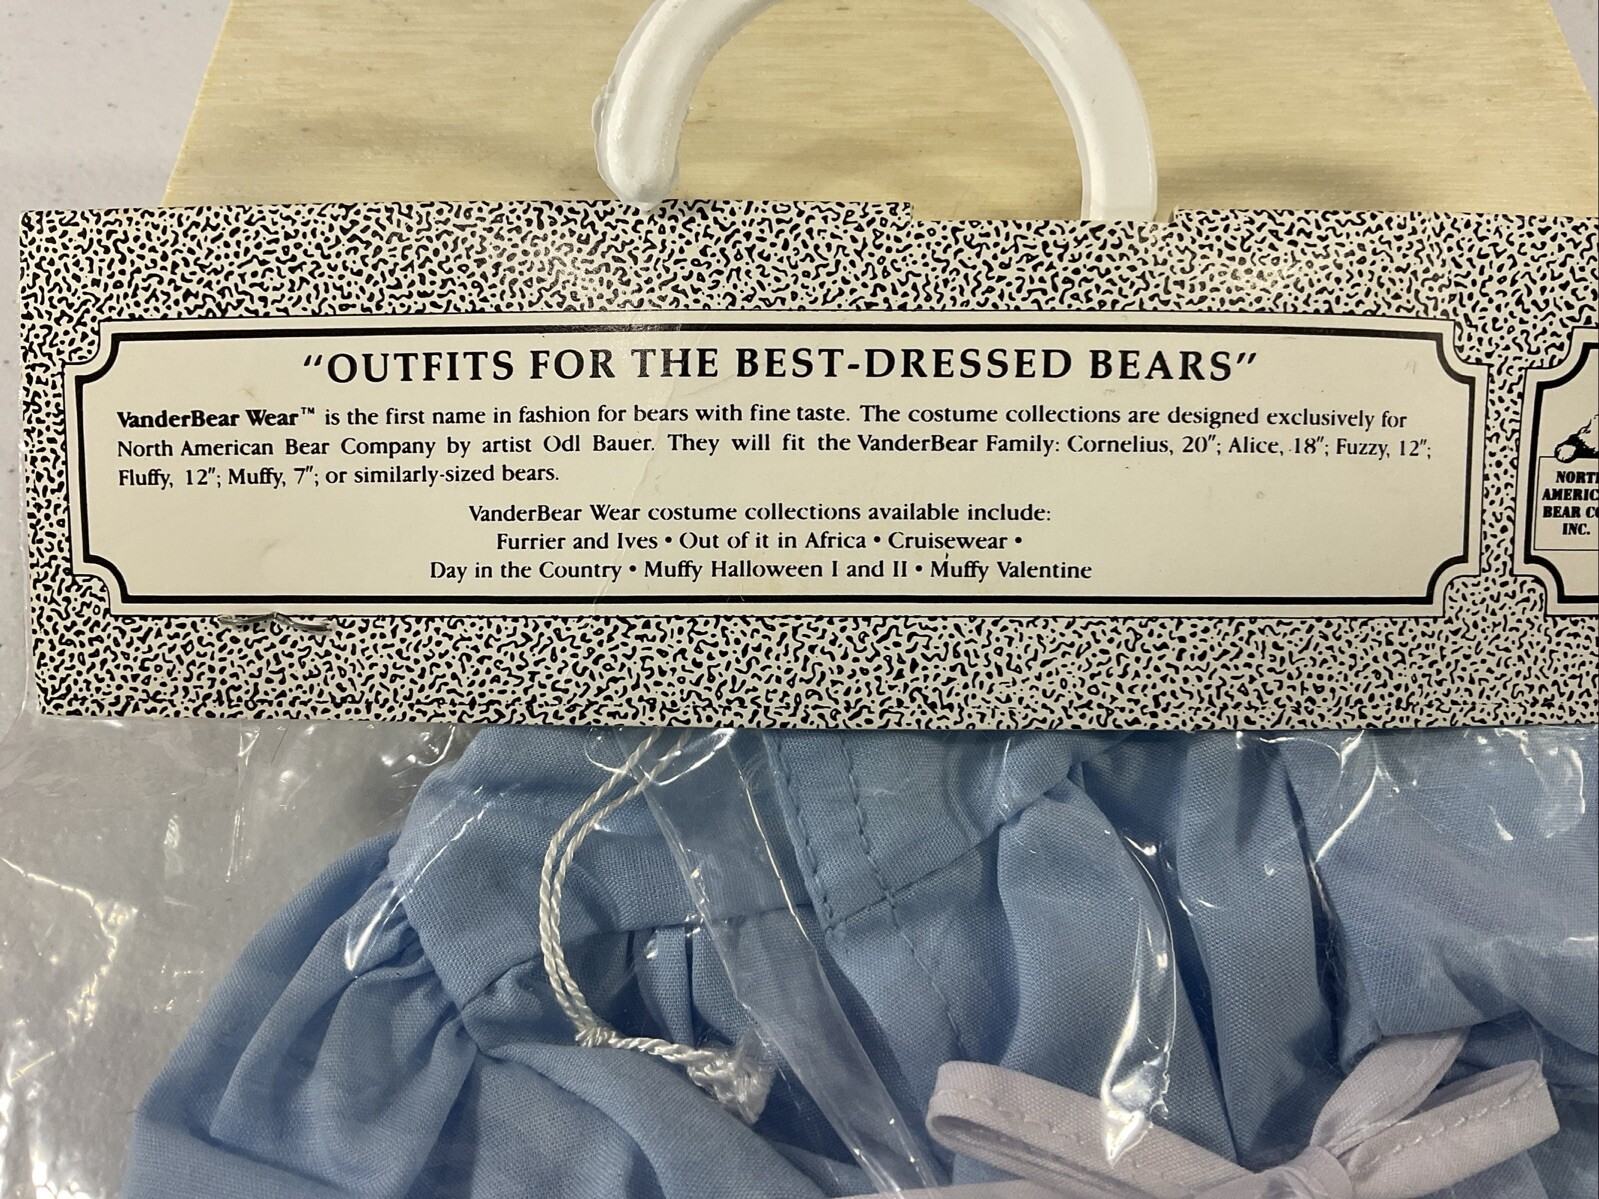 "OUTFITS FOR THE BEST-DRESSED BEARS"
VanderBear Wear™ is the first name in fashion for bears with fine taste. The costume collections are designed exclusively for
North American Bear Company by artist Odl Bauer. They will fit the VanderBear Family: Cornelius, 20"; Alice, 18"; Fuzzy, 12";
Fluffy, 12"; Muffy, 7"; or similarly-sized bears.
VanderBear Wear costume collections available include:
Furrier and Ives • Out of it in Africa • Cruisewear •
Day in the Country • Muffy Halloween I and II • Muffy Valentine
NORT
AMERIC
BEAR CO
INC.